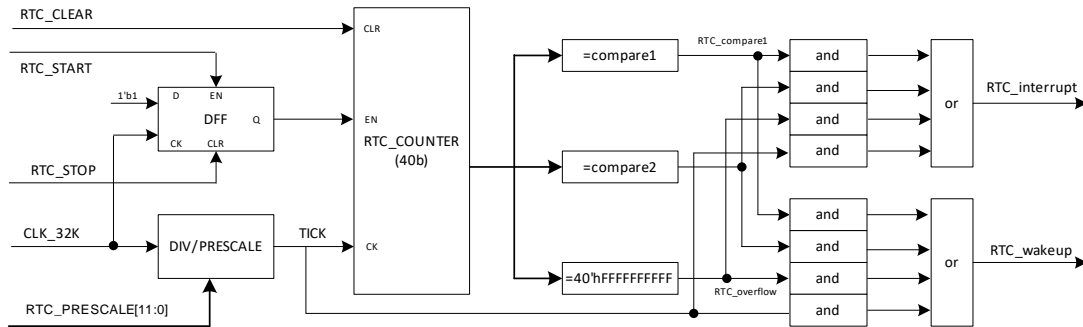 RTC_CLEAR
RTC_START
1'b1
D
EN
DFF
Q
CK
CLR
RTC_STOP
CLK_32K
DIV/PRESCALE
TICK
RTC_PRESCALE[11:0]
CLR
EN
RTC_COUNTER
(40b)
CK
=compare1
=compare2
=40'hFFFFFFFFFF
RTC_compare1
RTC_overflow
and
and
and
and
or
RTC_interrupt
and
and
and
and
or
RTC_wakeup